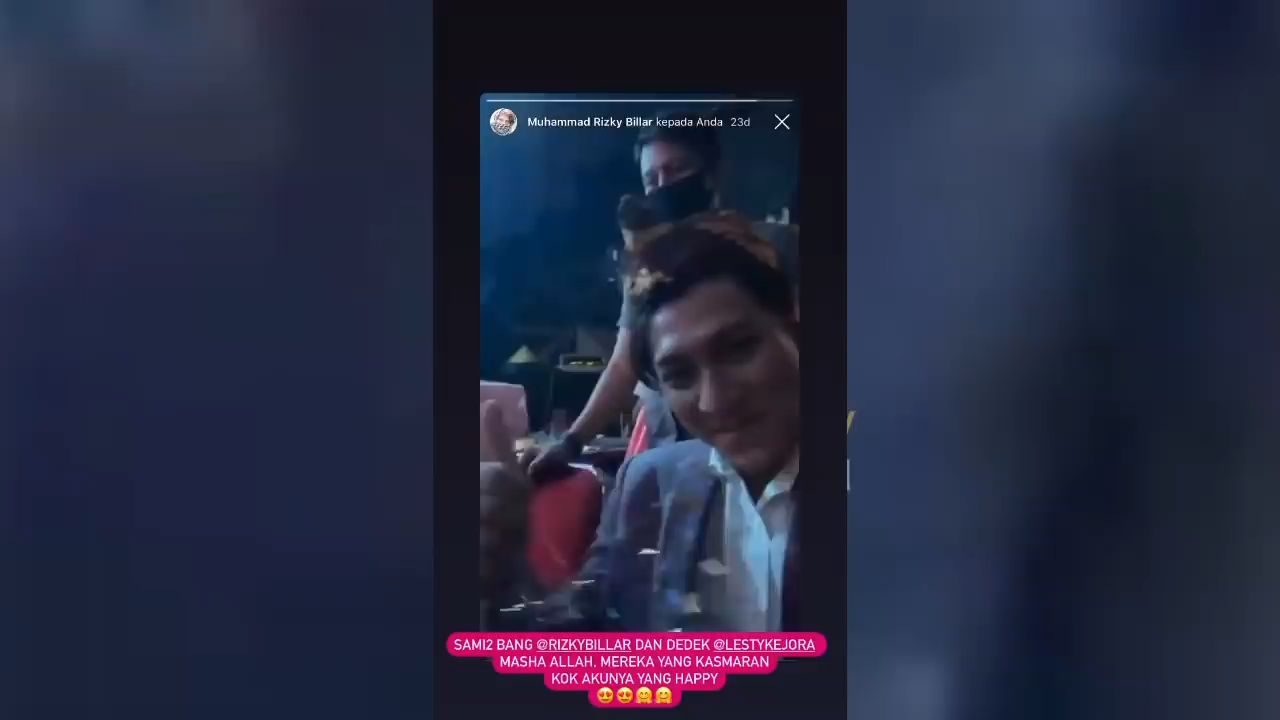 Muhammad Rizky Billar kepada Anda 23d
SAMI2 BANG @RIZKYBILLAR DAN DEDEK @LESTYKEJORA
MASHA ALLAH. MEREKA YANG KASMARAN
KOK AKUNYA YANG HAPPY
😍😍🤗🤗